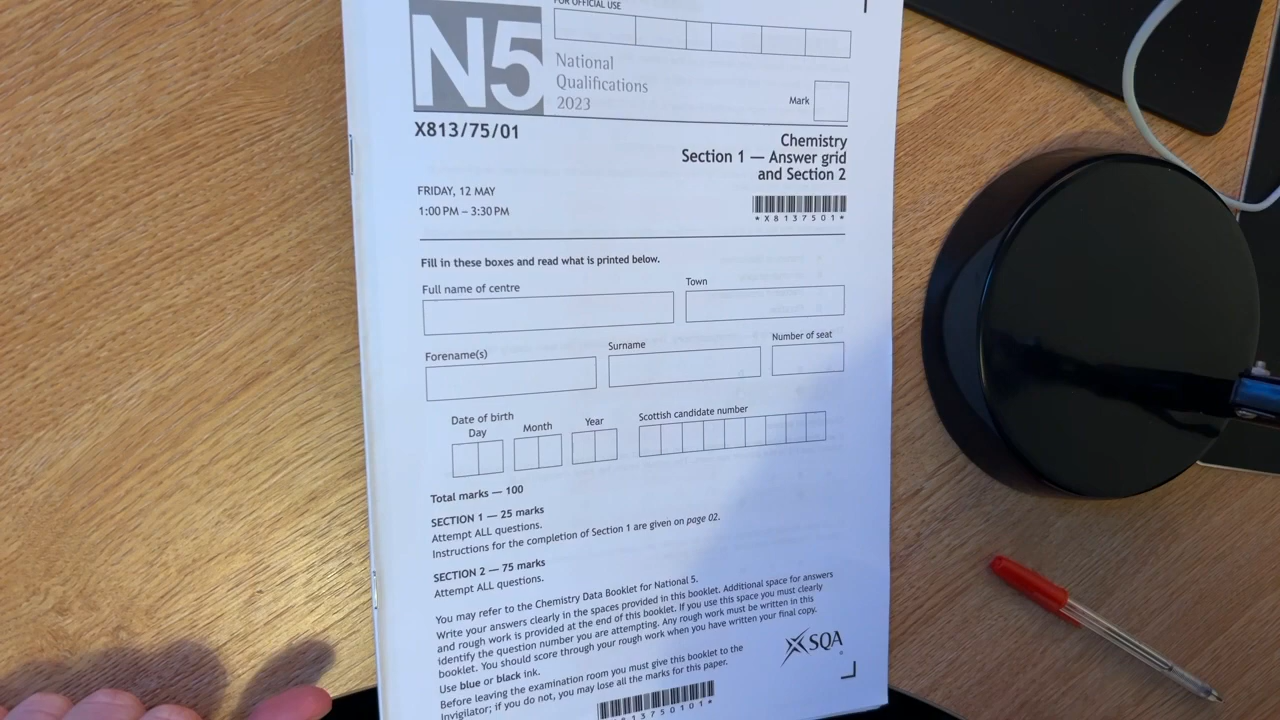 FOR OFFICIAL USE
N5
National
Qualifications
2023
Mark
X813/75/01
Chemistry
Section 1 — Answer grid
and Section 2
FRIDAY, 12 MAY
1:00 PM – 3:30 PM
*X8137501*
Fill in these boxes and read what is printed below.
Full name of centre
Town
Forename(s)
Surname
Number of seat
Date of birth
Day
Month
Year
Scottish candidate number
Total marks — 100
SECTION 1 — 25 marks
Attempt ALL questions.
Instructions for the completion of Section 1 are given on page 02.
SECTION 2 — 75 marks
Attempt ALL questions.
You may refer to the Chemistry Data Booklet for National 5.
Write your answers clearly in the spaces provided in this booklet. Additional space for answers
and rough work is provided at the end of this booklet. If you use this space you must clearly
identify the question number you are attempting. Any rough work must be written in this
booklet. You should score through your rough work when you have written your final copy.
Use blue or black ink.
Before leaving the examination room you must give this booklet to the
Invigilator; if you do not, you may lose all the marks for this paper.
SQA